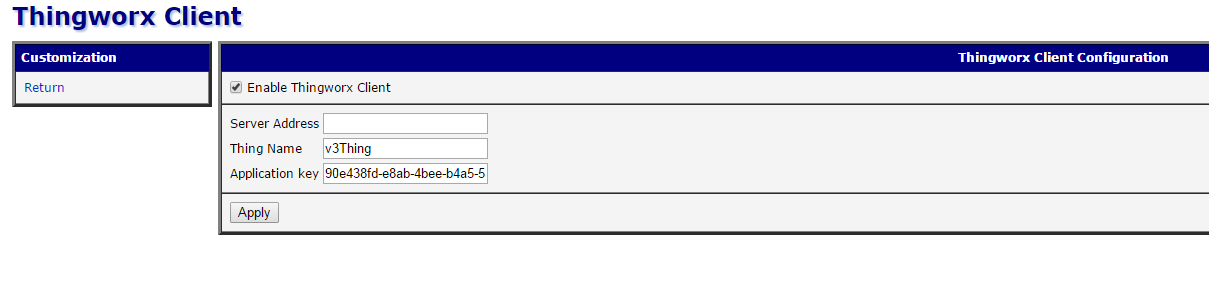 Thingworx Client
Customization
Return
Thingworx Client Configuration
Enable Thingworx Client
Server Address
Thing Name v3Thing
Application key 90e438fd-e8ab-4bee-b4a5-5
Apply